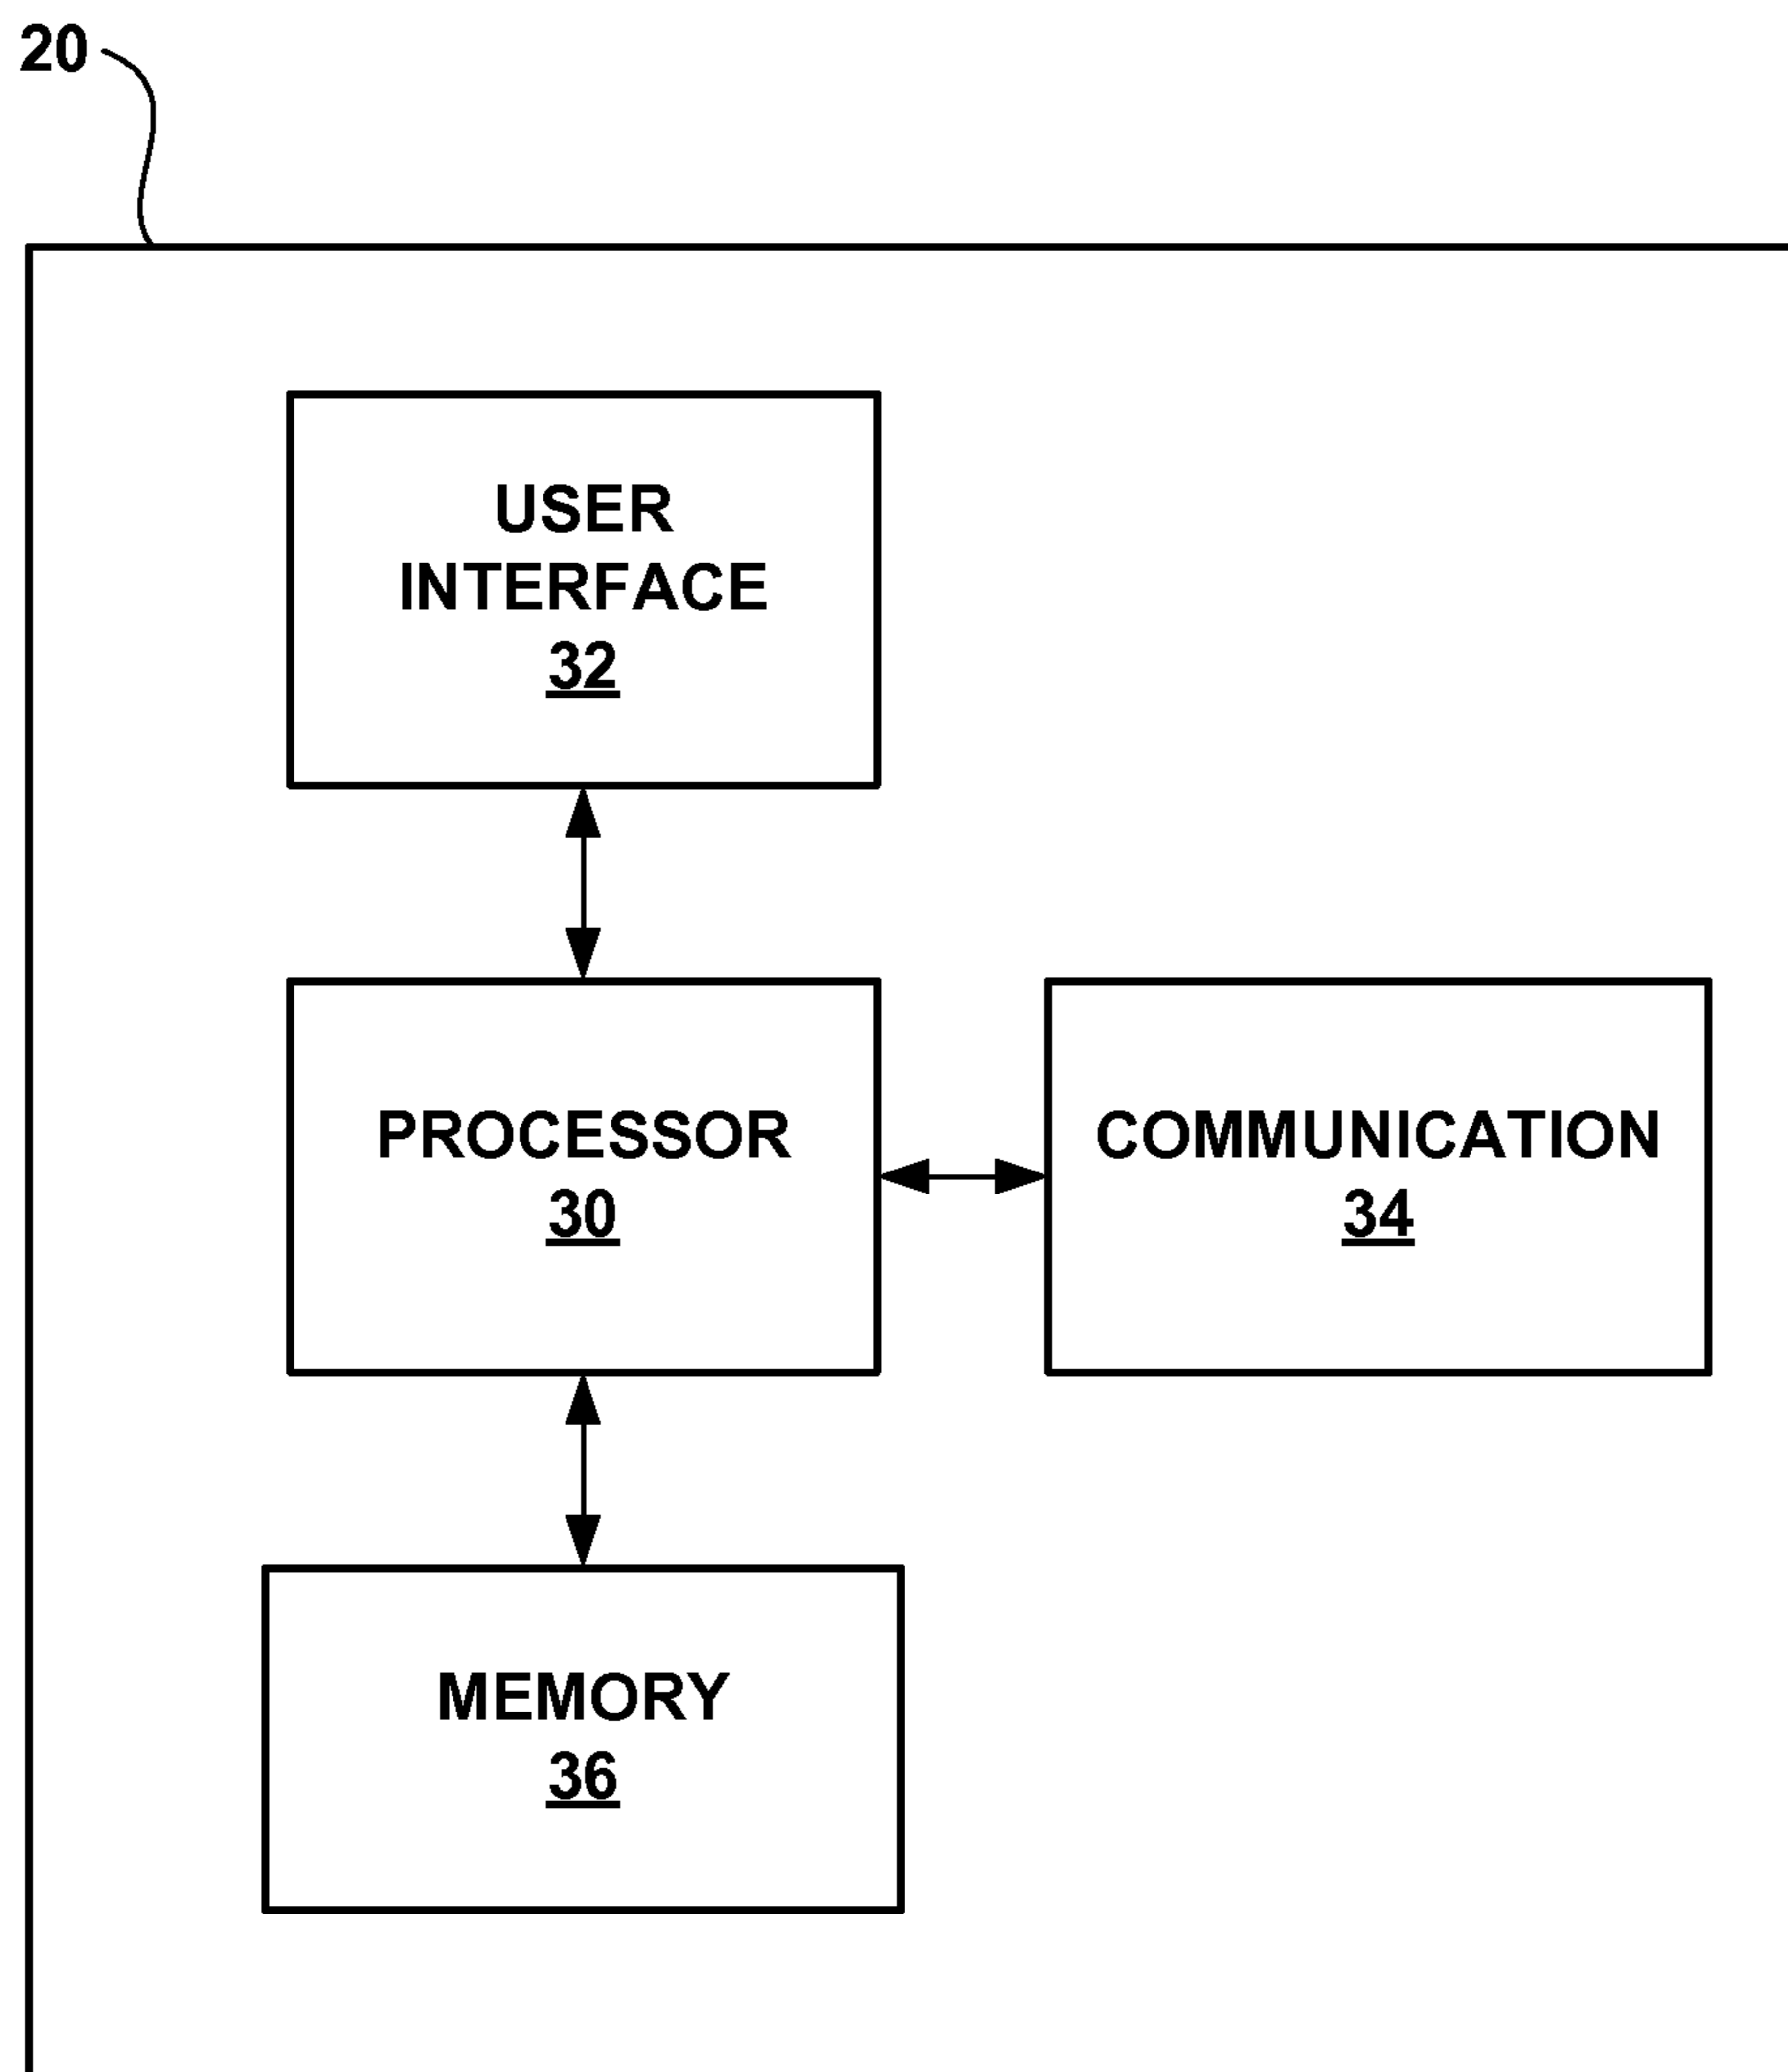 20
USER
INTERFACE
32
PROCESSOR
30
COMMUNICATION
34
MEMORY
36